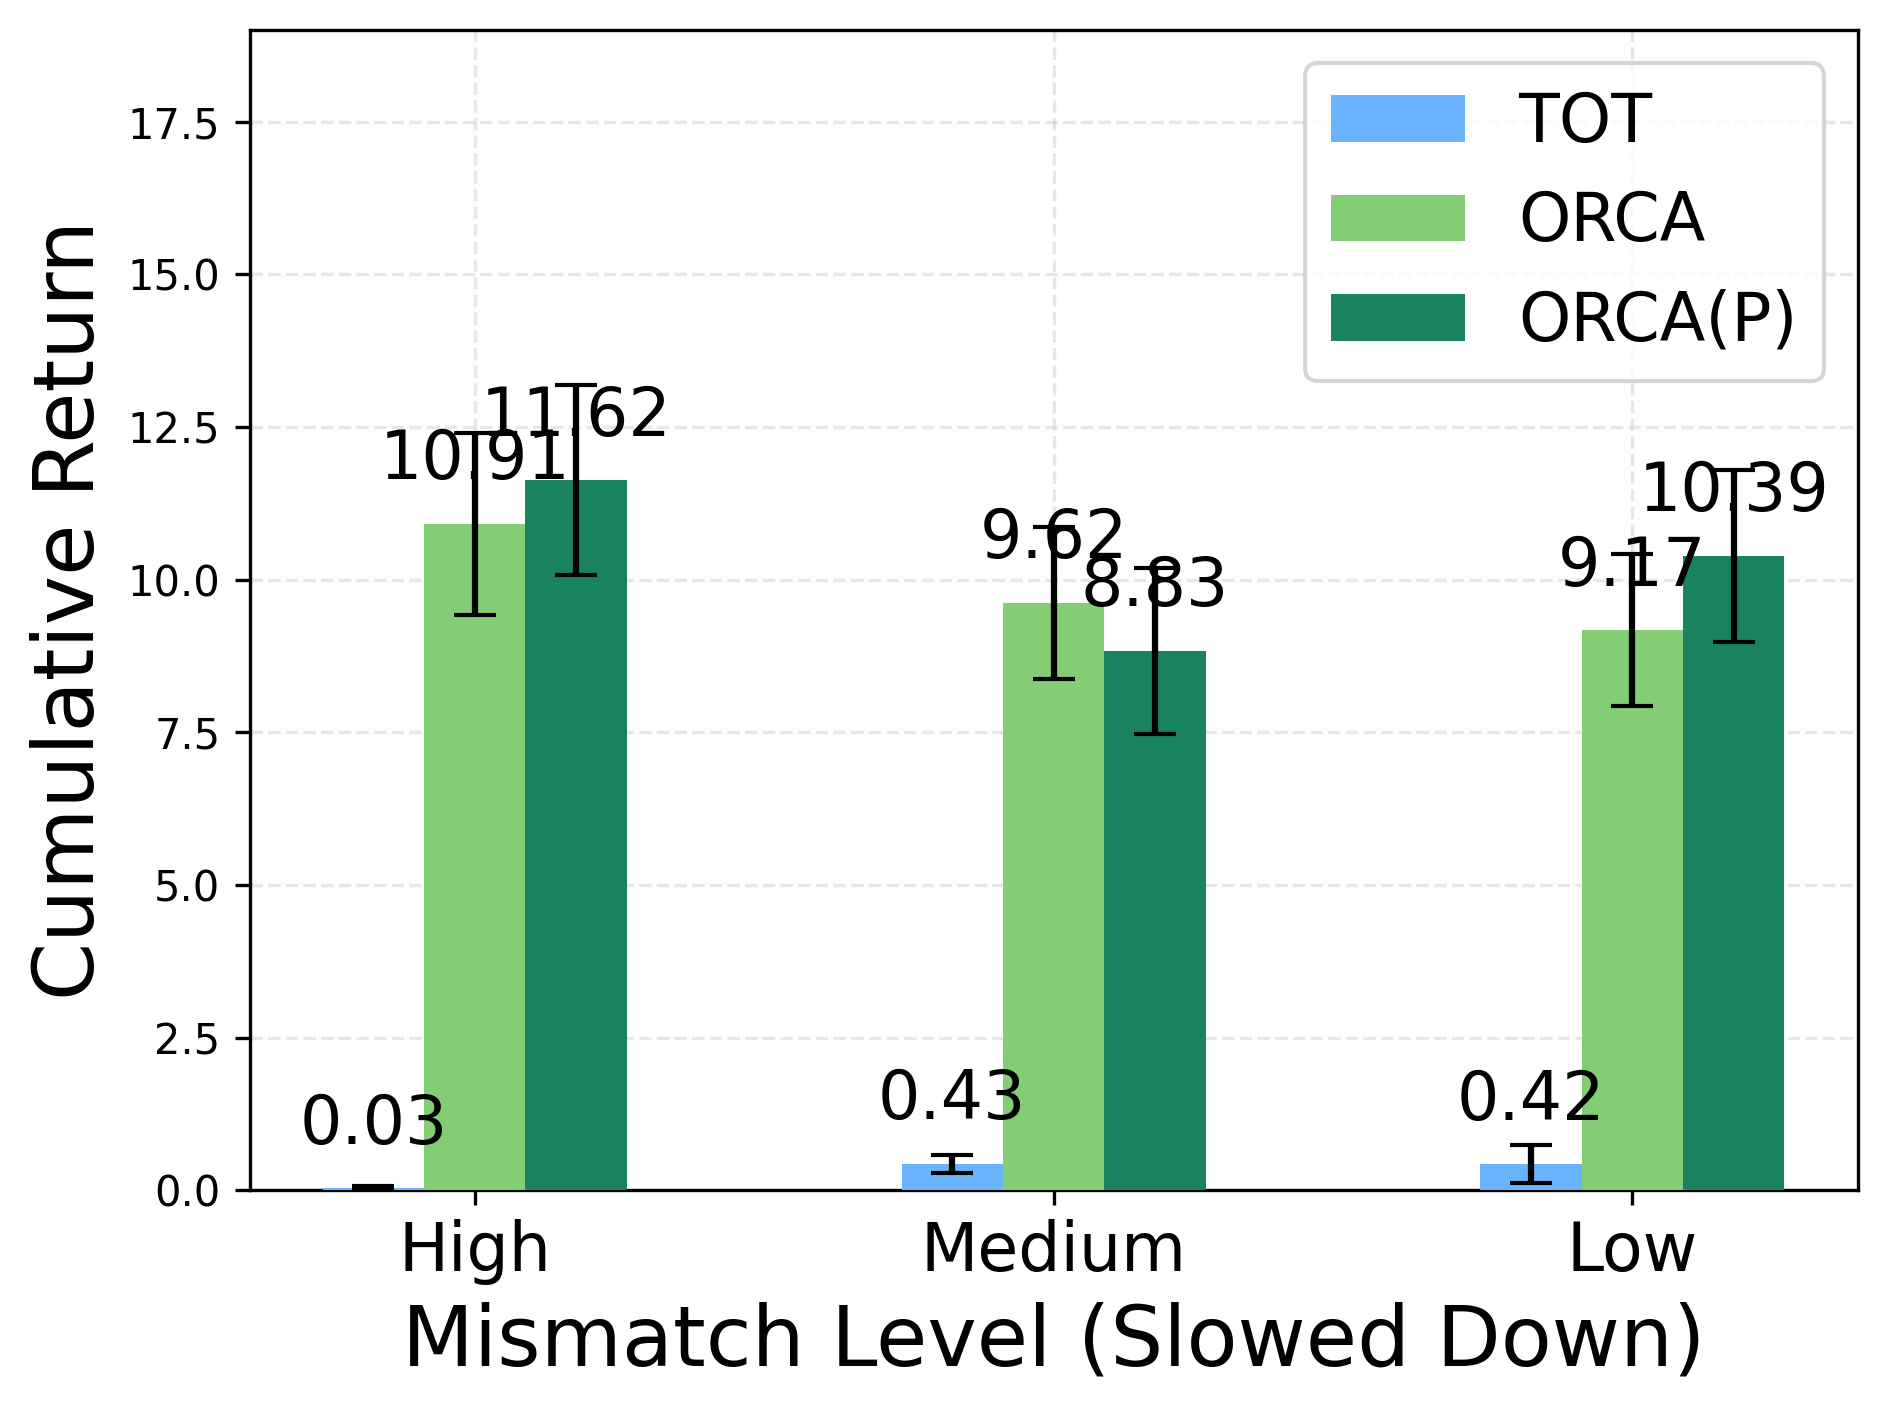 Cumulative Return
17.5
15.0
12.5
10.0
7.5
5.0
2.5
0.0
TOT
ORCA
ORCA(P)
0.03
10.91
11.62
0.43
9.62
8.83
0.42
9.17
10.39
High
Medium
Low
Mismatch Level (Slowed Down)